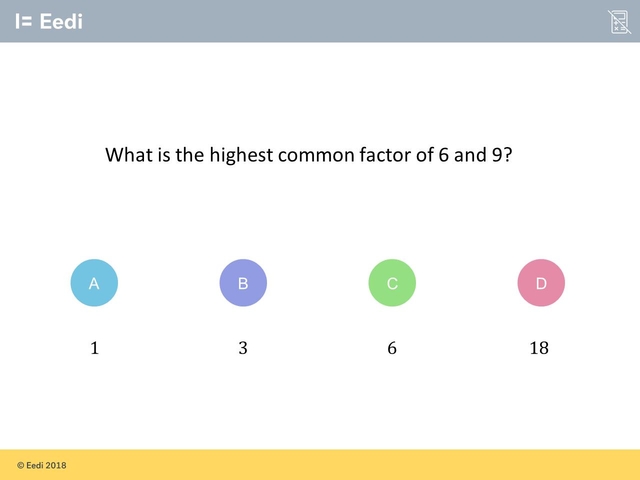 I= Eedi
What is the highest common factor of 6 and 9?
A B C D
1 3 6 18
© Eedi 2018